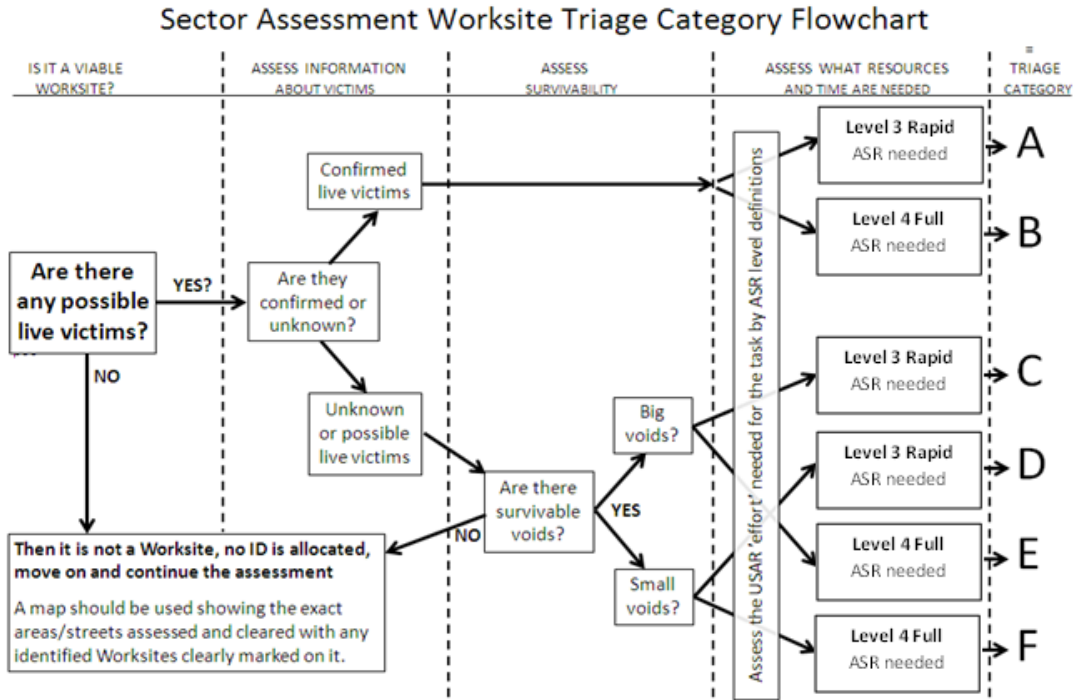 Sector Assessment Worksite Triage Category Flowchart
IS IT A VIABLE
WORKSITE?
ASSESS INFORMATION
ABOUT VICTIMS
ASSESS
SURVIVABILITY
ASSESS WHAT RESOURCES
AND TIME ARE NEEDED
=
TRIAGE
CATEGORY
Are there
any possible
live victims?
YES?
NO
Are they
confirmed or
unknown?
Confirmed
live victims
Unknown
or possible
live victims
Are there
survivable
voids?
NO
YES
Big
voids?
Small
voids?
Assess the USAR 'effort' needed for the task by ASR level definitions
Level 3 Rapid
ASR needed
A
Level 4 Full
ASR needed
B
Level 3 Rapid
ASR needed
C
Level 3 Rapid
ASR needed
D
Level 4 Full
ASR needed
E
Level 4 Full
ASR needed
F
Then it is not a Worksite, no ID is allocated,
move on and continue the assessment
A map should be used showing the exact
areas/streets assessed and cleared with any
identified Worksites clearly marked on it.